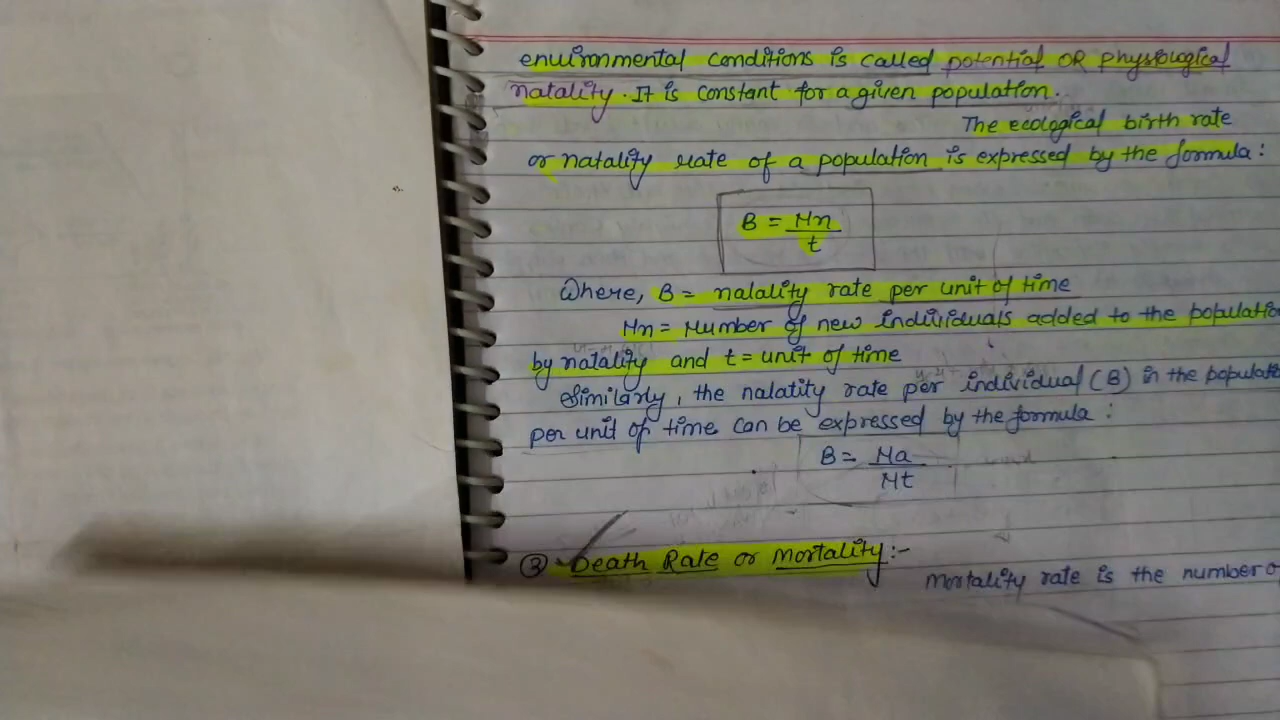 environmental conditions is called potential OR physiological
natality. It is constant for a given population.
The ecological birth rate
or natality rate of a population is expressed by the formula:
B = Nn
t
Where, B = nalality rate per unit of time
Nn = Number of new individuals added to the populatio
by natality and t = unit of time
Similarly, the nalatity rate per individual (B) in the populati
per unit of time can be expressed by the formula:
B = Na
Nt
③ Death Rate or Mortality:-
Mortality rate is the number o